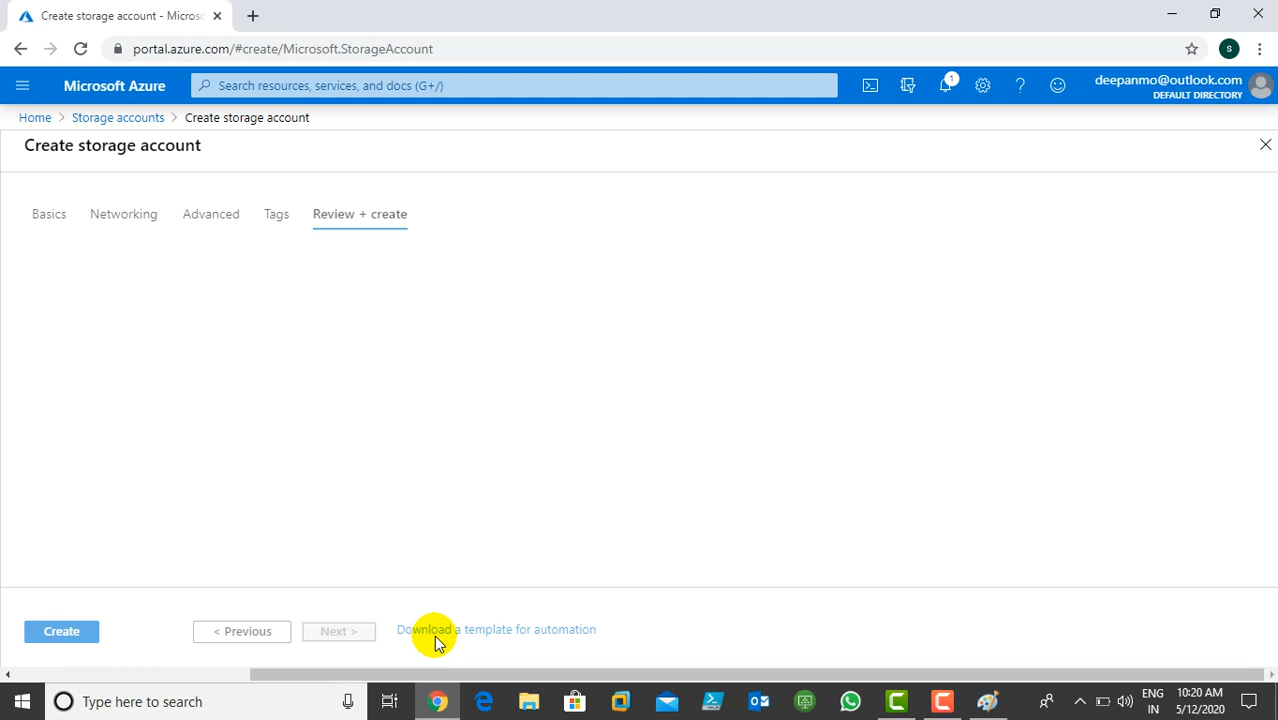 Create storage account - Micros
portal.azure.com/#create/Microsoft.StorageAccount
S
Microsoft Azure
Search resources, services, and docs (G+/)
1
deepanmo@outlook.com
DEFAULT DIRECTORY
Home > Storage accounts > Create storage account
Create storage account
Basics
Networking
Advanced
Tags
Review + create
Create
< Previous
Next >
Download a template for automation
Type here to search
ENG
IN
10:20 AM
5/12/2020